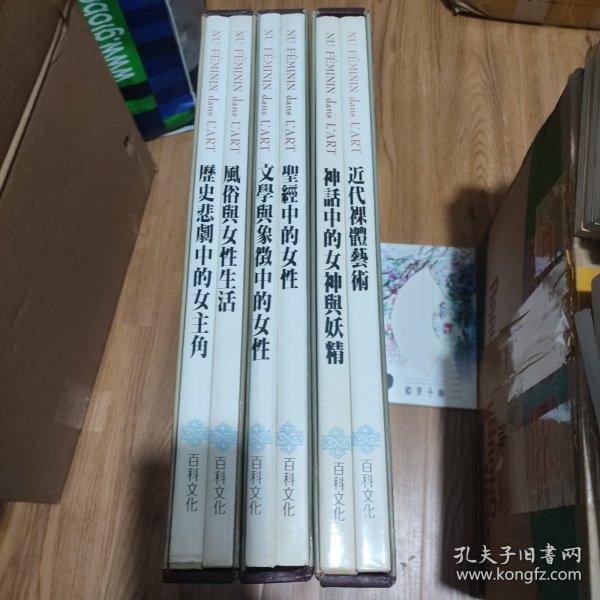 NU FÉMININ dans L'ART
歷史悲劇中的女主角
百科文化
NU FÉMININ dans L'ART
風俗與女性生活
百科文化
NU FÉMININ dans L'ART
文學與象徵中的女性
百科文化
NU FÉMININ dans L'ART
聖經中的女性
百科文化
NU FÉMININ dans L'ART
神話中的女神與妖精
百科文化
NU FÉMININ dans L'ART
近代裸體藝術
百科文化
孔夫子旧书网
www.kongfz.com